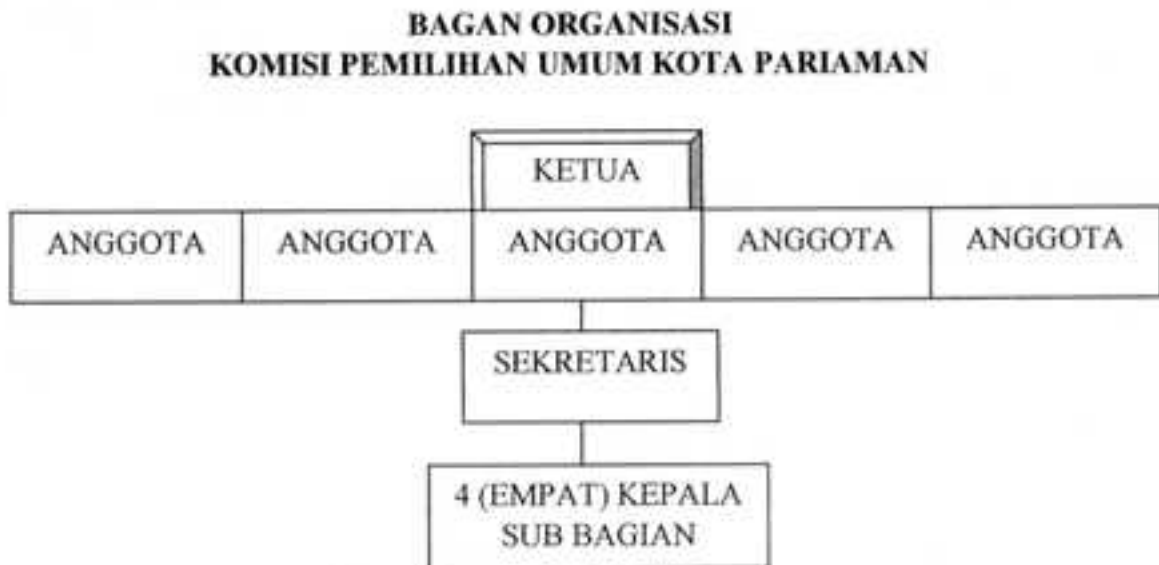 BAGAN ORGANISASI
KOMISI PEMILIHAN UMUM KOTA PARIAMAN
KETUA
ANGGOTA ANGGOTA ANGGOTA ANGGOTA ANGGOTA
SEKRETARIS
4 (EMPAT) KEPALA
SUB BAGIAN